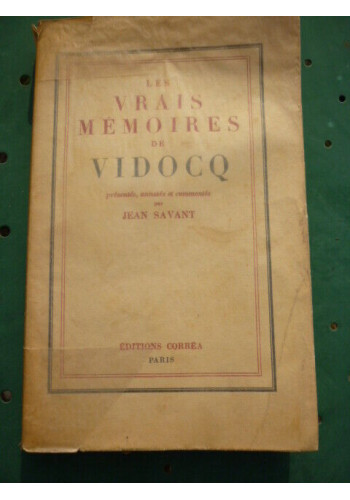 LES
VRAIS
MÉMOIRES
DE
VIDOCQ
présentés, annotés et commentés
par
JEAN SAVANT
ÉDITIONS CORRÊA
PARIS